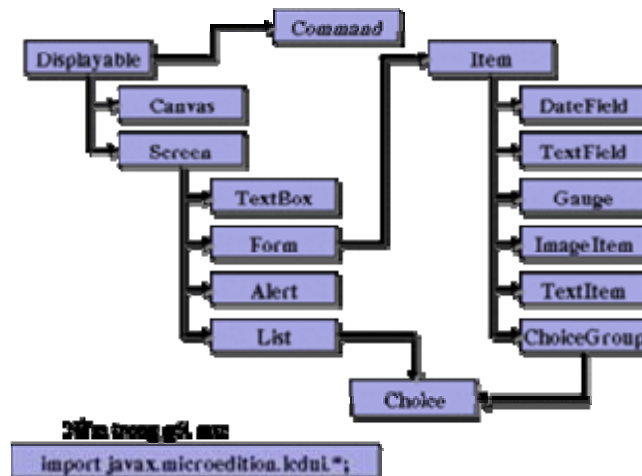 Command
Displayable
Item
Canvas
DateField
Screen
TextField
TextBox
Gauge
Form
ImageItem
Alert
TextItem
List
ChoiceGroup
Choice
trong
import javax.microedition.lcdui.*;